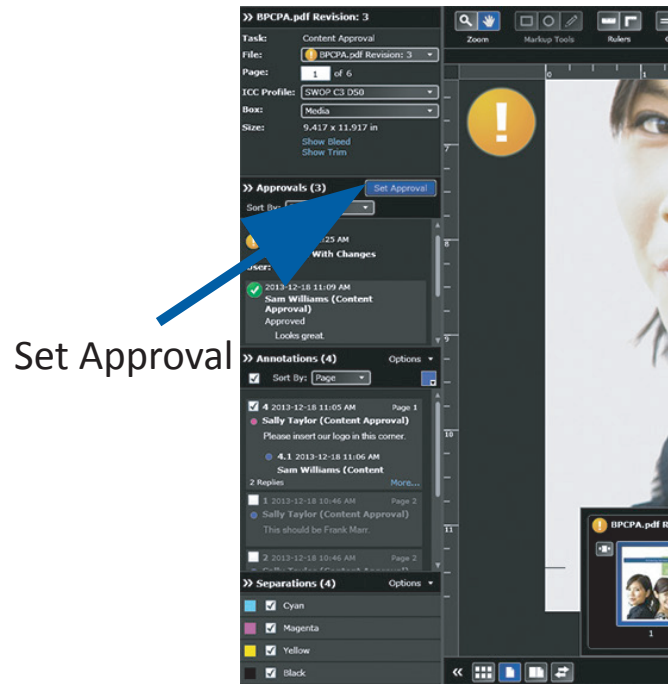 >> BPCPA.pdf Revision: 3
Task: Content Approval
File: BPCPA.pdf Revision: 3
Page: 1 of 6
ICC Profile: SWOP C3 D50
Box: Media
Size: 9.417 x 11.917 in
Show Bleed
Show Trim
>> Approvals (3) Set Approval
Sort By:
:25 AM
With Changes
User:
2013-12-18 11:09 AM
Sam Williams (Content
Approval)
Approved
Looks great.
Set Approval
>> Annotations (4) Options
Sort By: Page
4 2013-12-18 11:05 AM Page 1
Sally Taylor (Content Approval)
Please insert our logo in this corner.
4.1 2013-12-18 11:06 AM
Sam Williams (Content
2 Replies More...
1 2013-12-18 10:46 AM Page 2
Sally Taylor (Content Approval)
This should be Frank Marr.
2 2013-12-18 10:46 AM Page 2
>> Separations (4) Options
Cyan
Magenta
Yellow
Black
Zoom Markup Tools Rulers
0 1
7
8
9
10
11
BPCPA.pdf R
1